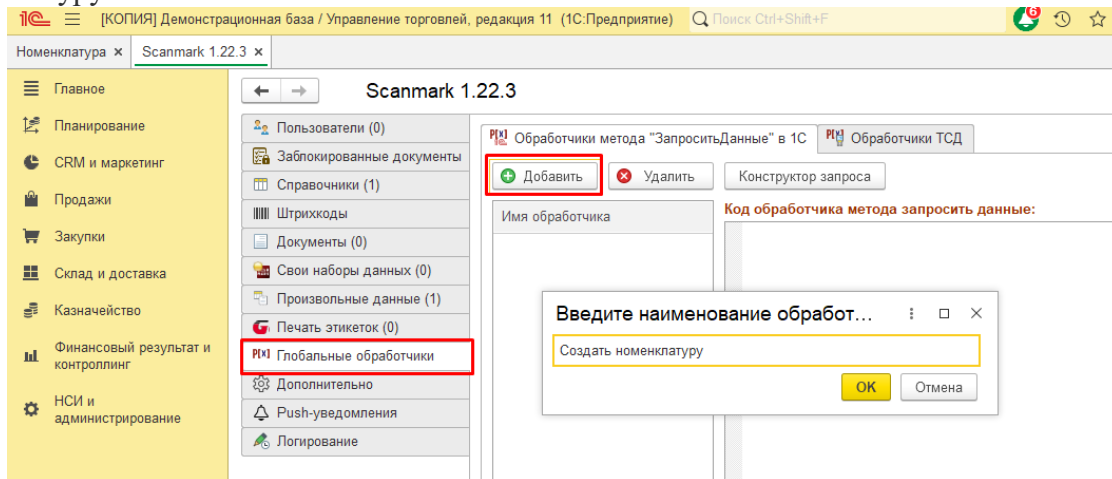 [КОПИЯ] Демонстрационная база / Управление торговлей, редакция 11 (1С:Предприятие) Поиск Ctrl+Shift+F 6
Номенклатура × Scanmark 1.22.3 ×
Главное
Планирование
CRM и маркетинг
Продажи
Закупки
Склад и доставка
Казначейство
Финансовый результат и
контроллинг
НСИ и
администрирование
Scanmark 1.22.3
Пользователи (0)
Заблокированные документы
Справочники (1)
Штрихкоды
Документы (0)
Свои наборы данных (0)
Произвольные данные (1)
Печать этикеток (0)
Глобальные обработчики
Дополнительно
Push-уведомления
Логирование
Обработчики метода "ЗапроситьДанные" в 1С Обработчики ТСД
Добавить Удалить Конструктор запроса
Имя обработчика
Код обработчика метода запросить данные:
Введите наименование обработ...
Создать номенклатуру
ОК Отмена